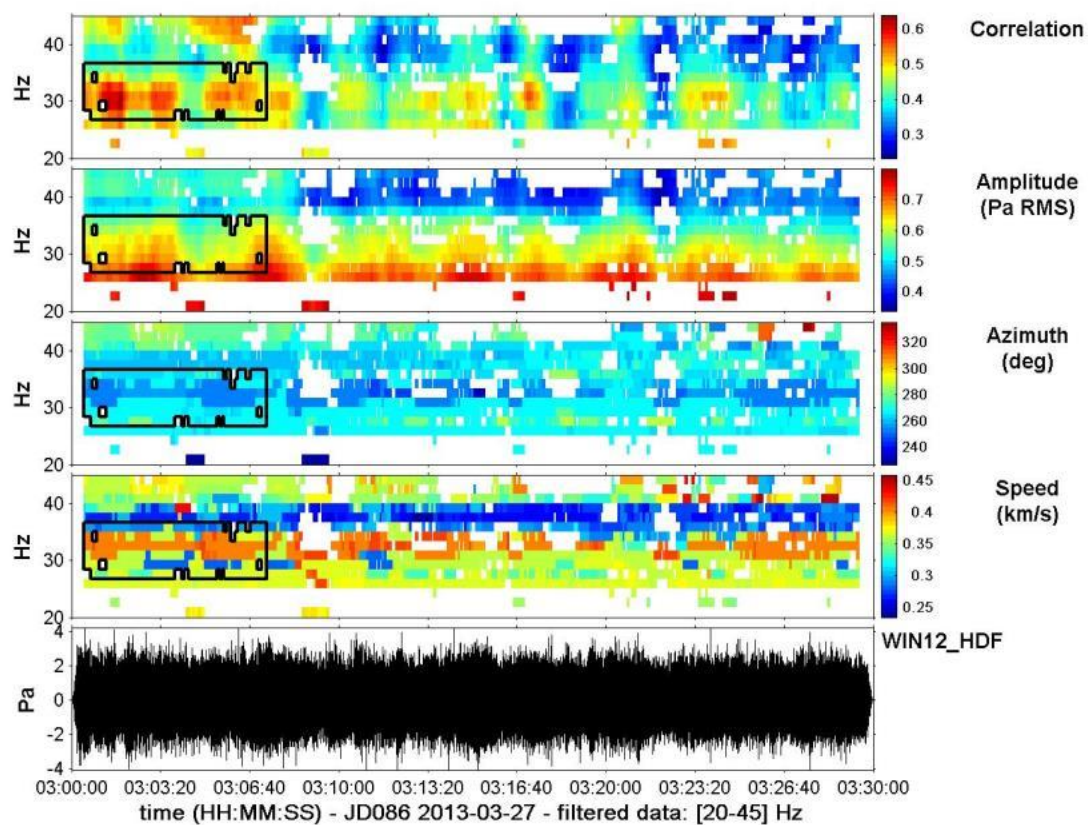 40
30
20
Hz
0.6
0.5
0.4
0.3
Correlation
40
30
20
Hz
0.7
0.6
0.5
0.4
Amplitude
(Pa RMS)
40
30
20
Hz
320
300
280
260
240
Azimuth
(deg)
40
30
20
Hz
0.45
0.4
0.35
0.3
0.25
Speed
(km/s)
4
2
0
-2
-4
Pa
WIN12_HDF
03:00:00 03:03:20 03:06:40 03:10:00 03:13:20 03:16:40 03:20:00 03:23:20 03:26:40 03:30:00
time (HH:MM:SS) - JD086 2013-03-27 - filtered data: [20-45] Hz